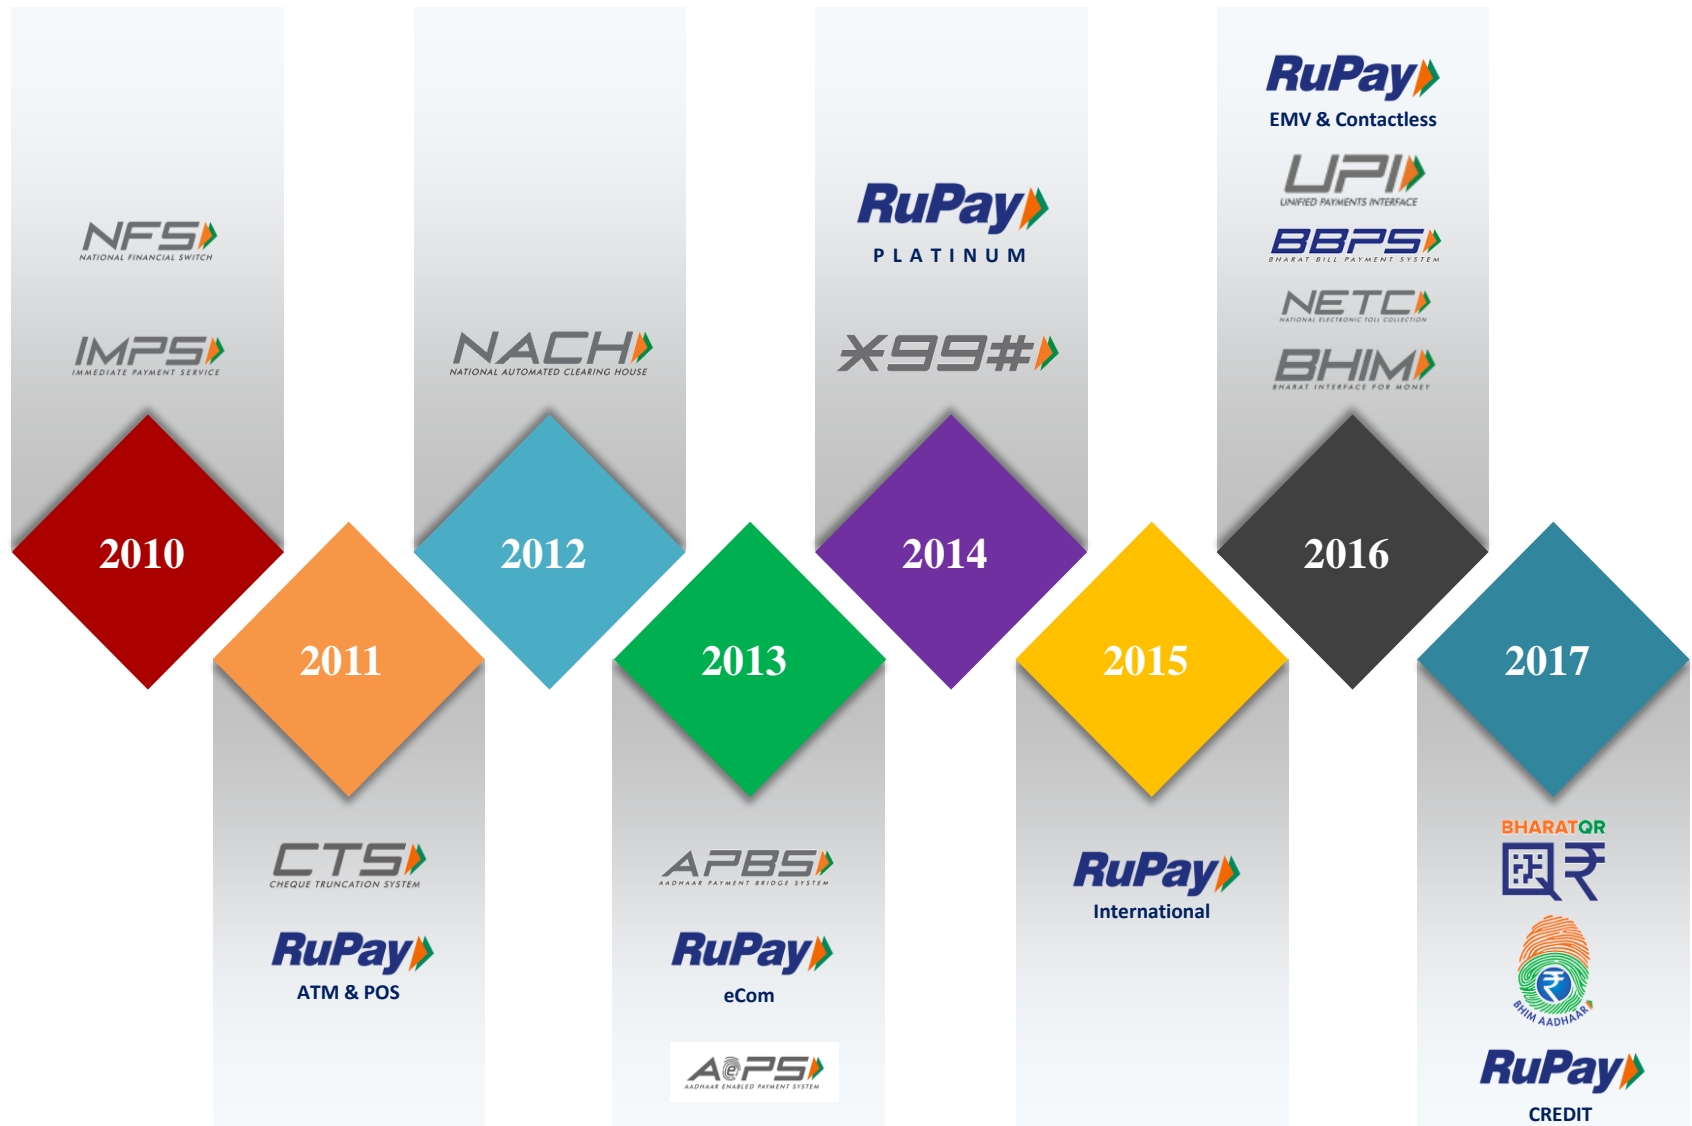 NFS
NATIONAL FINANCIAL SWITCH
IMPS
IMMEDIATE PAYMENT SERVICE
2010
2011
CTS
CHEQUE TRUNCATION SYSTEM
RuPay
ATM & POS
NACH
NATIONAL AUTOMATED CLEARING HOUSE
2012
2013
APBS
AADHAAR PAYMENT BRIDGE SYSTEM
RuPay
eCom
AePS
AADHAAR ENABLED PAYMENT SYSTEM
RuPay
PLATINUM
*99#
2014
2015
RuPay
International
RuPay
EMV & Contactless
UPI
UNIFIED PAYMENTS INTERFACE
BBPS
BHARAT BILL PAYMENT SYSTEM
NETC
NATIONAL ELECTRONIC TOLL COLLECTION
BHIM
BHARAT INTERFACE FOR MONEY
2016
2017
BHARATQR
Q₹
₹
BHIM AADHAAR
RuPay
CREDIT